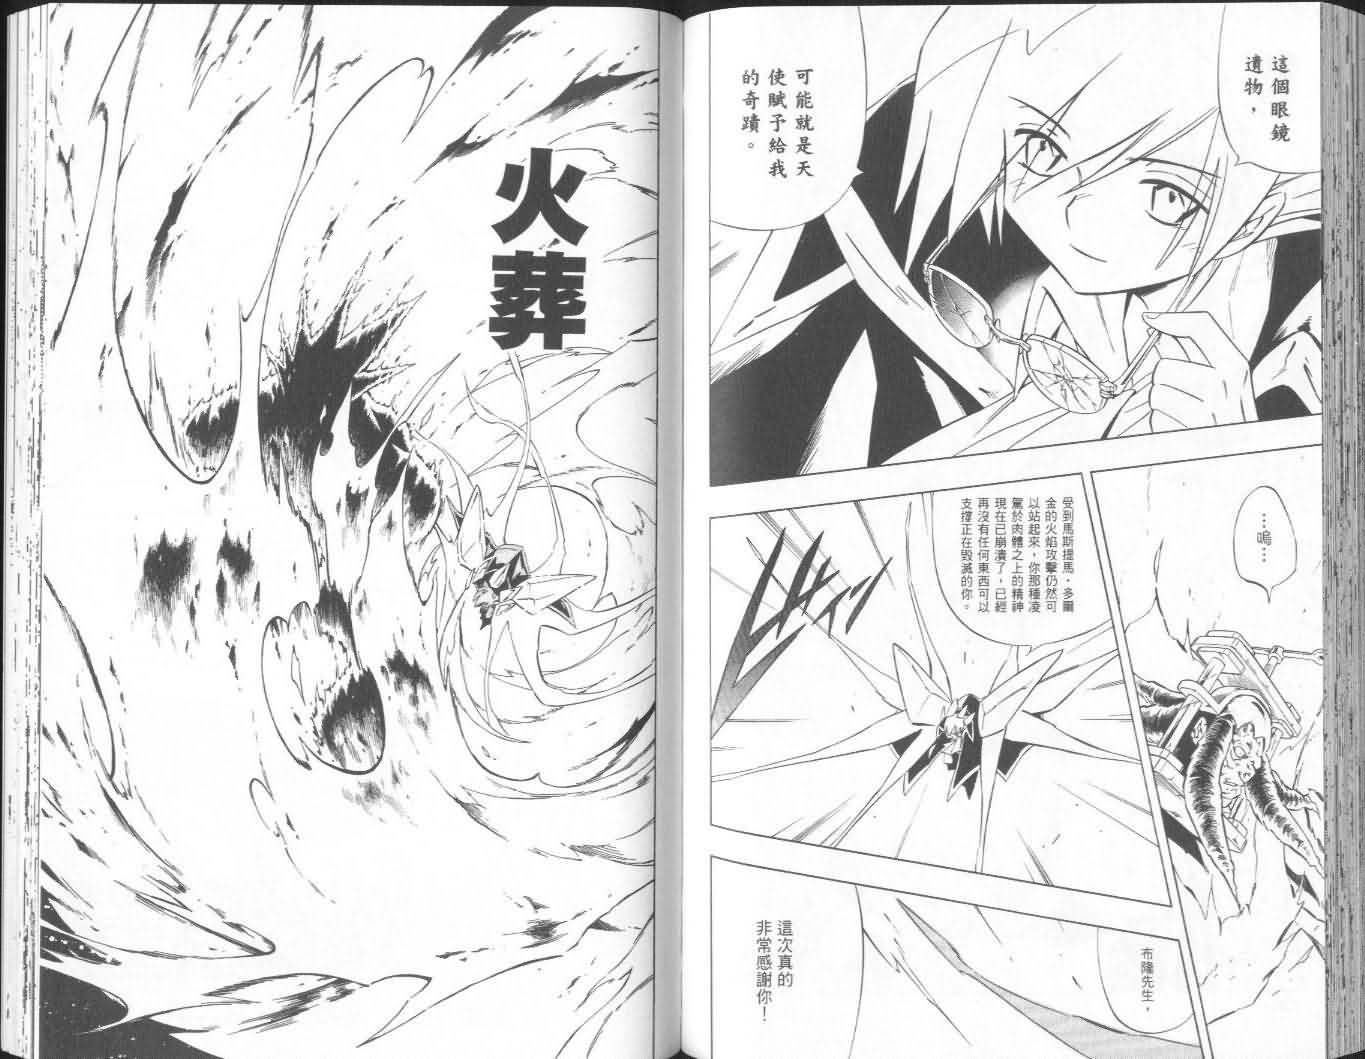 這個眼鏡
遺物，
可能就是天
使賦予給我
的奇蹟。
…嗚…
受到馬斯提馬・多爾
金的火焰攻擊仍然可
以站起來，你那種凌
駕於肉體之上的精神
現在已崩潰了，已經
再沒有任何東西可以
支撐正在毀滅的你。
布隆先生，
這次真的
非常感謝你！
火葬